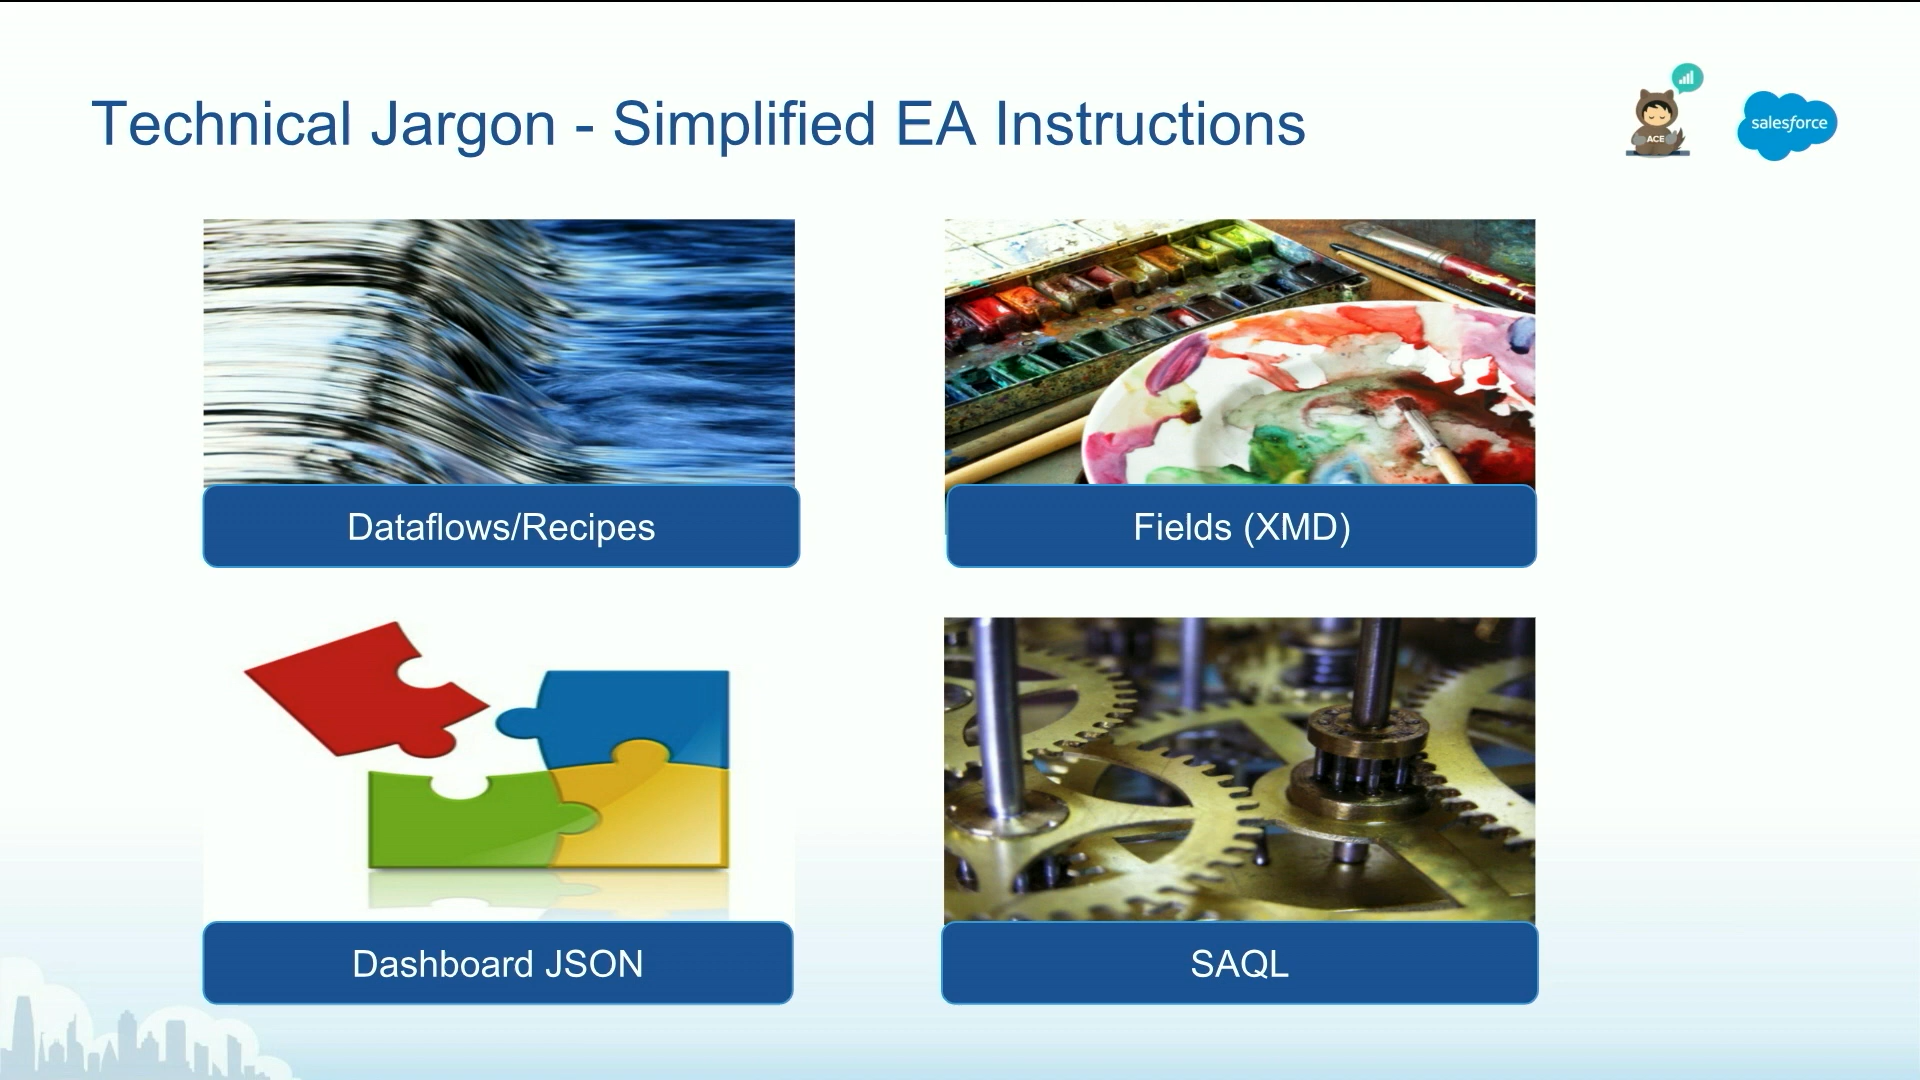 Technical Jargon - Simplified EA Instructions
ACE
salesforce
Dataflows/Recipes
Fields (XMD)
Dashboard JSON
SAQL